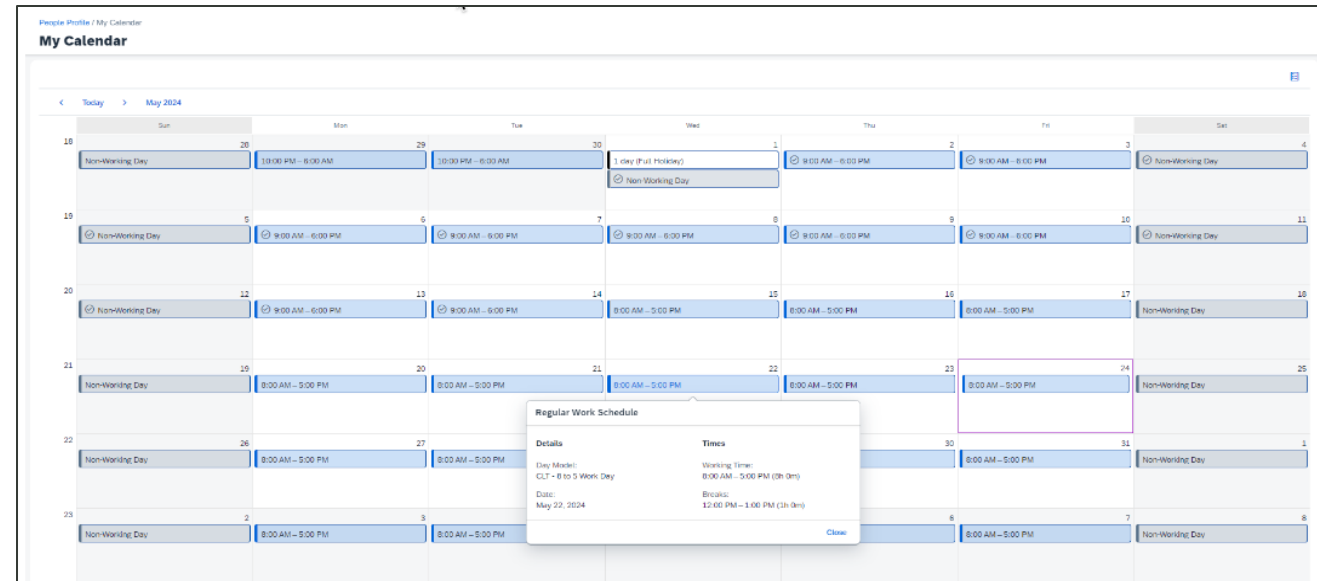 People Profile / My Calendar
My Calendar
Today May 2024
Sun Mon Tue Wed Thu Fri Sat
18 28 29 30 1 2 3 4
Non-Working Day 10:00 PM – 6:00 AM 10:00 PM – 6:00 AM 1 day (Full Holiday) 9:00 AM – 6:00 PM 9:00 AM – 6:00 PM Non-Working Day
Non-Working Day
19 5 6 7 8 9 10 11
Non-Working Day 9:00 AM – 6:00 PM 9:00 AM – 6:00 PM 9:00 AM – 6:00 PM 9:00 AM – 6:00 PM 9:00 AM – 6:00 PM Non-Working Day
20 12 13 14 15 16 17 18
Non-Working Day 9:00 AM – 6:00 PM 9:00 AM – 6:00 PM 8:00 AM – 5:00 PM 8:00 AM – 5:00 PM 8:00 AM – 5:00 PM Non-Working Day
21 19 20 21 22 23 24 25
Non-Working Day 8:00 AM – 5:00 PM 8:00 AM – 5:00 PM 8:00 AM – 5:00 PM 8:00 AM – 5:00 PM 8:00 AM – 5:00 PM Non-Working Day
Regular Work Schedule
Details Times
Day Model: Working Time:
CLT - 8 to 5 Work Day 8:00 AM – 5:00 PM (8h 0m)
Date: Breaks:
May 22, 2024 12:00 PM – 1:00 PM (1h 0m)
Close
22 26 27 30 31 1
Non-Working Day 8:00 AM – 5:00 PM 8:00 AM – 5:00 PM 8:00 AM – 5:00 PM Non-Working Day
23 2 3 6 7 8
Non-Working Day 8:00 AM – 5:00 PM 8:00 AM – 5:00 PM 8:00 AM – 5:00 PM Non-Working Day